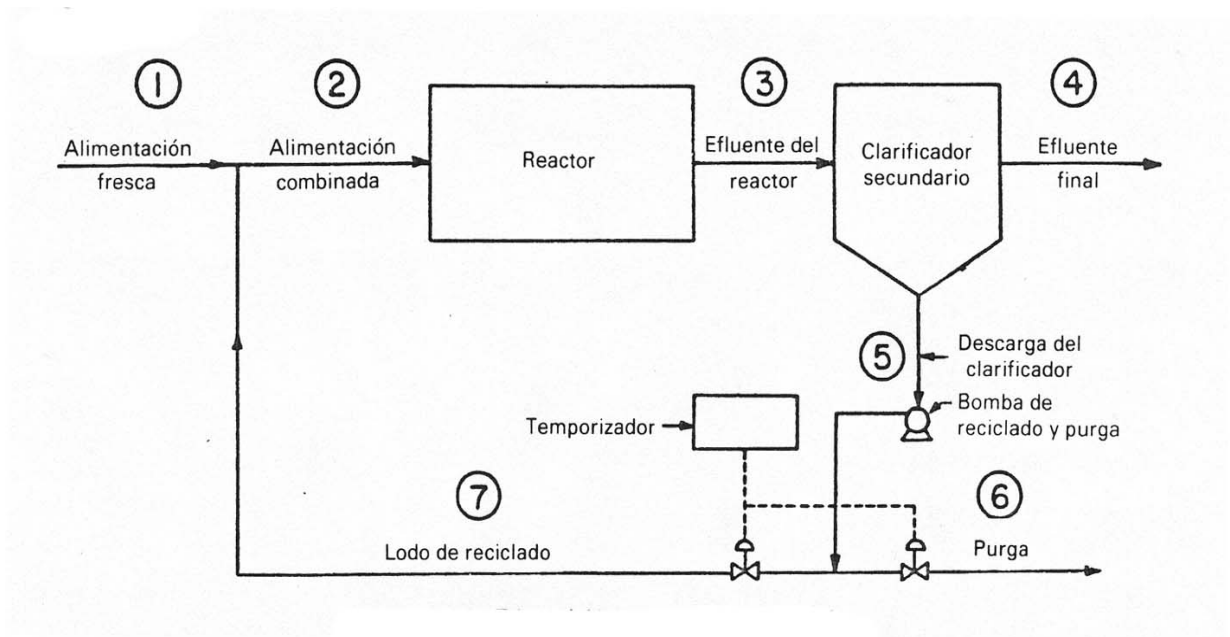 1
2
3
4
Alimentación
fresca
Alimentación
combinada
Reactor
Efluente del
reactor
Clarificador
secundario
Efluente
final
5
Descarga del
clarificador
Bomba de
reciclado y purga
Temporizador
7
6
Lodo de reciclado
Purga